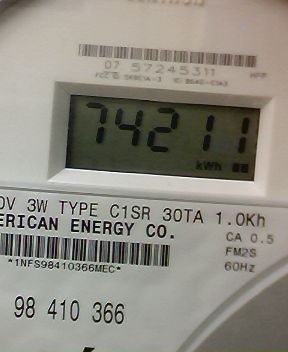 07 57245311
74211
kWh
0V 3W TYPE C1SR 30TA 1.0Kh
ERICAN ENERGY CO.
CA 0.5
FM2S
*1NFS98410366MEC*
60Hz
98 410 366